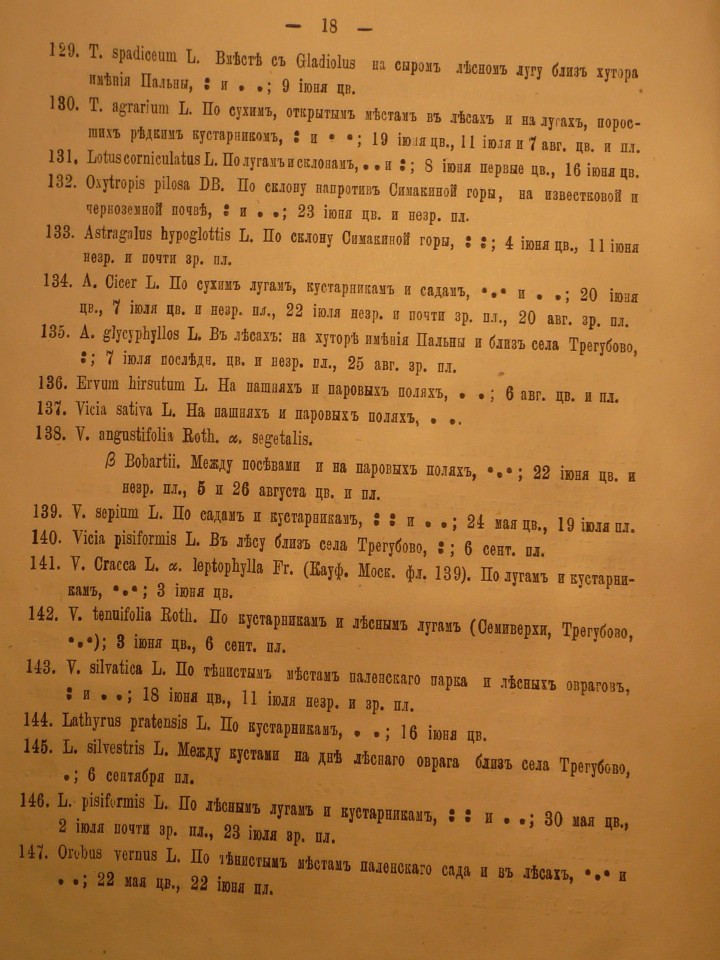 — 18 —
129. T. spadiceum L. Вмѣстѣ съ Gladiolus на сыромъ лѣсномъ лугу близъ хутора
имѣнія Пальны, : и • •; 9 іюня цв.
130. T. agrarium L. По сухимъ, открытымъ мѣстамъ въ лѣсахъ и на лугахъ, порос-
шихъ рѣдкимъ кустарникомъ, : и • •; 19 іюня цв., 11 іюля и 7 авг. цв. и пл.
131. Lotus corniculatus L. По лугамъ и склонамъ, • • и :; 8 іюня первые цв., 16 іюня цв.
132. Oxytropis pilosa DB. По склону напротивъ Симакиной горы, на известковой и
черноземной почвѣ, : и • •; 23 іюня цв. и незр. пл.
133. Astragalus hypoglottis L. По склону Симакиной горы, : :; 4 іюня цв., 11 іюня
незр. и почти зр. пл.
134. A. Cicer L. По сухимъ лугамъ, кустарникамъ и садамъ, •.• и • •; 20 іюня
цв., 7 іюля цв. и незр. пл., 22 іюля незр. и почти зр. пл., 20 авг. зр. пл.
135. A. glycyphyllos L. Въ лѣсахъ: на хуторѣ имѣнія Пальны и близъ села Трегубово,
:; 7 іюля послѣдн. цв. и незр. пл., 25 авг. зр. пл.
136. Ervum hirsutum L. На пашняхъ и паровыхъ поляхъ, • •; 6 авг. цв. и пл.
137. Vicia sativa L. На пашняхъ и паровыхъ поляхъ, • •.
138. V. angustifolia Roth. α. segetalis.
β Bobartii. Между посѣвами и на паровыхъ поляхъ, •.•; 22 іюня цв. и
незр. пл., 5 и 26 августа цв. и пл.
139. V. sepium L. По садамъ и кустарникамъ, : : и • •; 24 мая цв., 19 іюля пл.
140. Vicia pisiformis L. Въ лѣсу близъ села Трегубово, :; 6 сент. пл.
141. V. Cracca L. α. leptophylla Fr. (Кауф. Моск. фл. 139). По лугамъ и кустарни-
камъ, •.•; 3 іюня цв.
142. V. tenuifolia Roth. По кустарникамъ и лѣснымъ лугамъ (Семиверхи, Трегубово,
•.•); 3 іюня цв., 6 сент. пл.
143. V. silvatica L. По тѣнистымъ мѣстамъ паленскаго парка и лѣсныхъ овраговъ,
: и • •; 18 іюня цв., 11 іюля незр. и зр. пл.
144. Lathyrus pratensis L. По кустарникамъ, • •; 16 іюня цв.
145. L. silvestris L. Между кустами на днѣ лѣснаго оврага близъ села Трегубово,
•; 6 сентября пл.
146. L. pisiformis L. По лѣснымъ лугамъ и кустарникамъ, : : и • •; 30 мая цв.,
2 іюля почти зр. пл., 23 іюля зр. пл.
147. Orobus vernus L. По тѣнистымъ мѣстамъ паленскаго сада и въ лѣсахъ, •.• и
• •; 22 мая цв., 22 іюня пл.